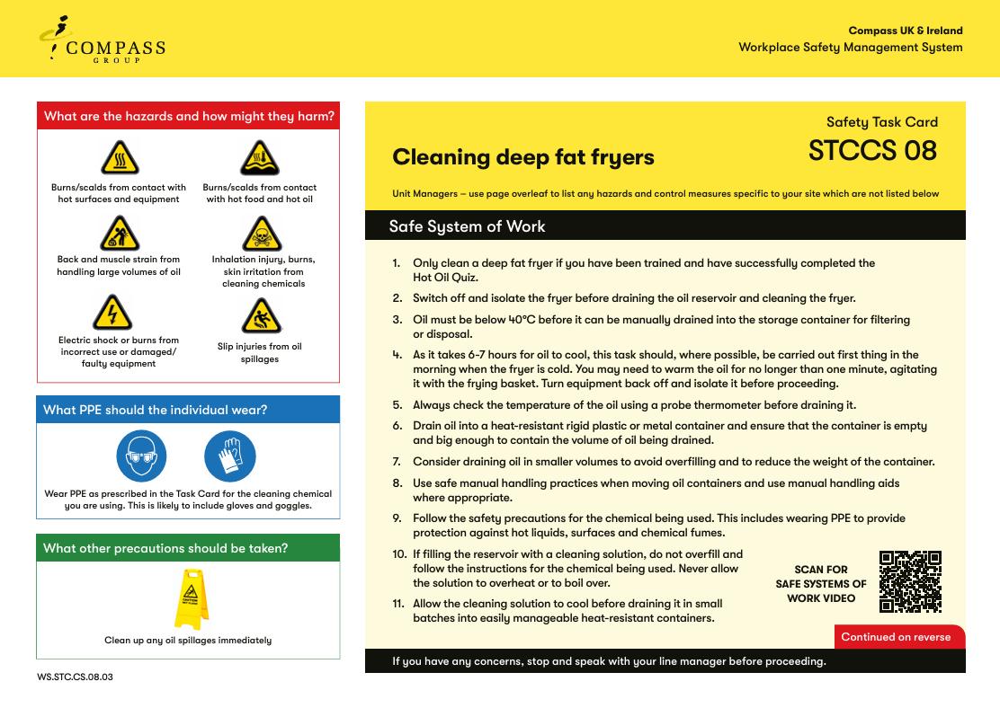 COMPASS
GROUP
Compass UK & Ireland
Workplace Safety Management System
What are the hazards and how might they harm?
Burns/scalds from contact with
hot surfaces and equipment
Burns/scalds from contact
with hot food and hot oil
Back and muscle strain from
handling large volumes of oil
Inhalation injury, burns,
skin irritation from
cleaning chemicals
Electric shock or burns from
incorrect use or damaged/
faulty equipment
Slip injuries from oil
spillages
What PPE should the individual wear?
Wear PPE as prescribed in the Task Card for the cleaning chemical
you are using. This is likely to include gloves and goggles.
What other precautions should be taken?
CAUTION
Clean up any oil spillages immediately
WS.STC.CS.08.03
Safety Task Card
STCCS 08
Cleaning deep fat fryers
Unit Managers – use page overleaf to list any hazards and control measures specific to your site which are not listed below
Safe System of Work
1. Only clean a deep fat fryer if you have been trained and have successfully completed the
Hot Oil Quiz.
2. Switch off and isolate the fryer before draining the oil reservoir and cleaning the fryer.
3. Oil must be below 40°C before it can be manually drained into the storage container for filtering
or disposal.
4. As it takes 6-7 hours for oil to cool, this task should, where possible, be carried out first thing in the
morning when the fryer is cold. You may need to warm the oil for no longer than one minute, agitating
it with the frying basket. Turn equipment back off and isolate it before proceeding.
5. Always check the temperature of the oil using a probe thermometer before draining it.
6. Drain oil into a heat-resistant rigid plastic or metal container and ensure that the container is empty
and big enough to contain the volume of oil being drained.
7. Consider draining oil in smaller volumes to avoid overfilling and to reduce the weight of the container.
8. Use safe manual handling practices when moving oil containers and use manual handling aids
where appropriate.
9. Follow the safety precautions for the chemical being used. This includes wearing PPE to provide
protection against hot liquids, surfaces and chemical fumes.
10. If filling the reservoir with a cleaning solution, do not overfill and
follow the instructions for the chemical being used. Never allow
the solution to overheat or to boil over.
11. Allow the cleaning solution to cool before draining it in small
batches into easily manageable heat-resistant containers.
SCAN FOR
SAFE SYSTEMS OF
WORK VIDEO
Continued on reverse
If you have any concerns, stop and speak with your line manager before proceeding.